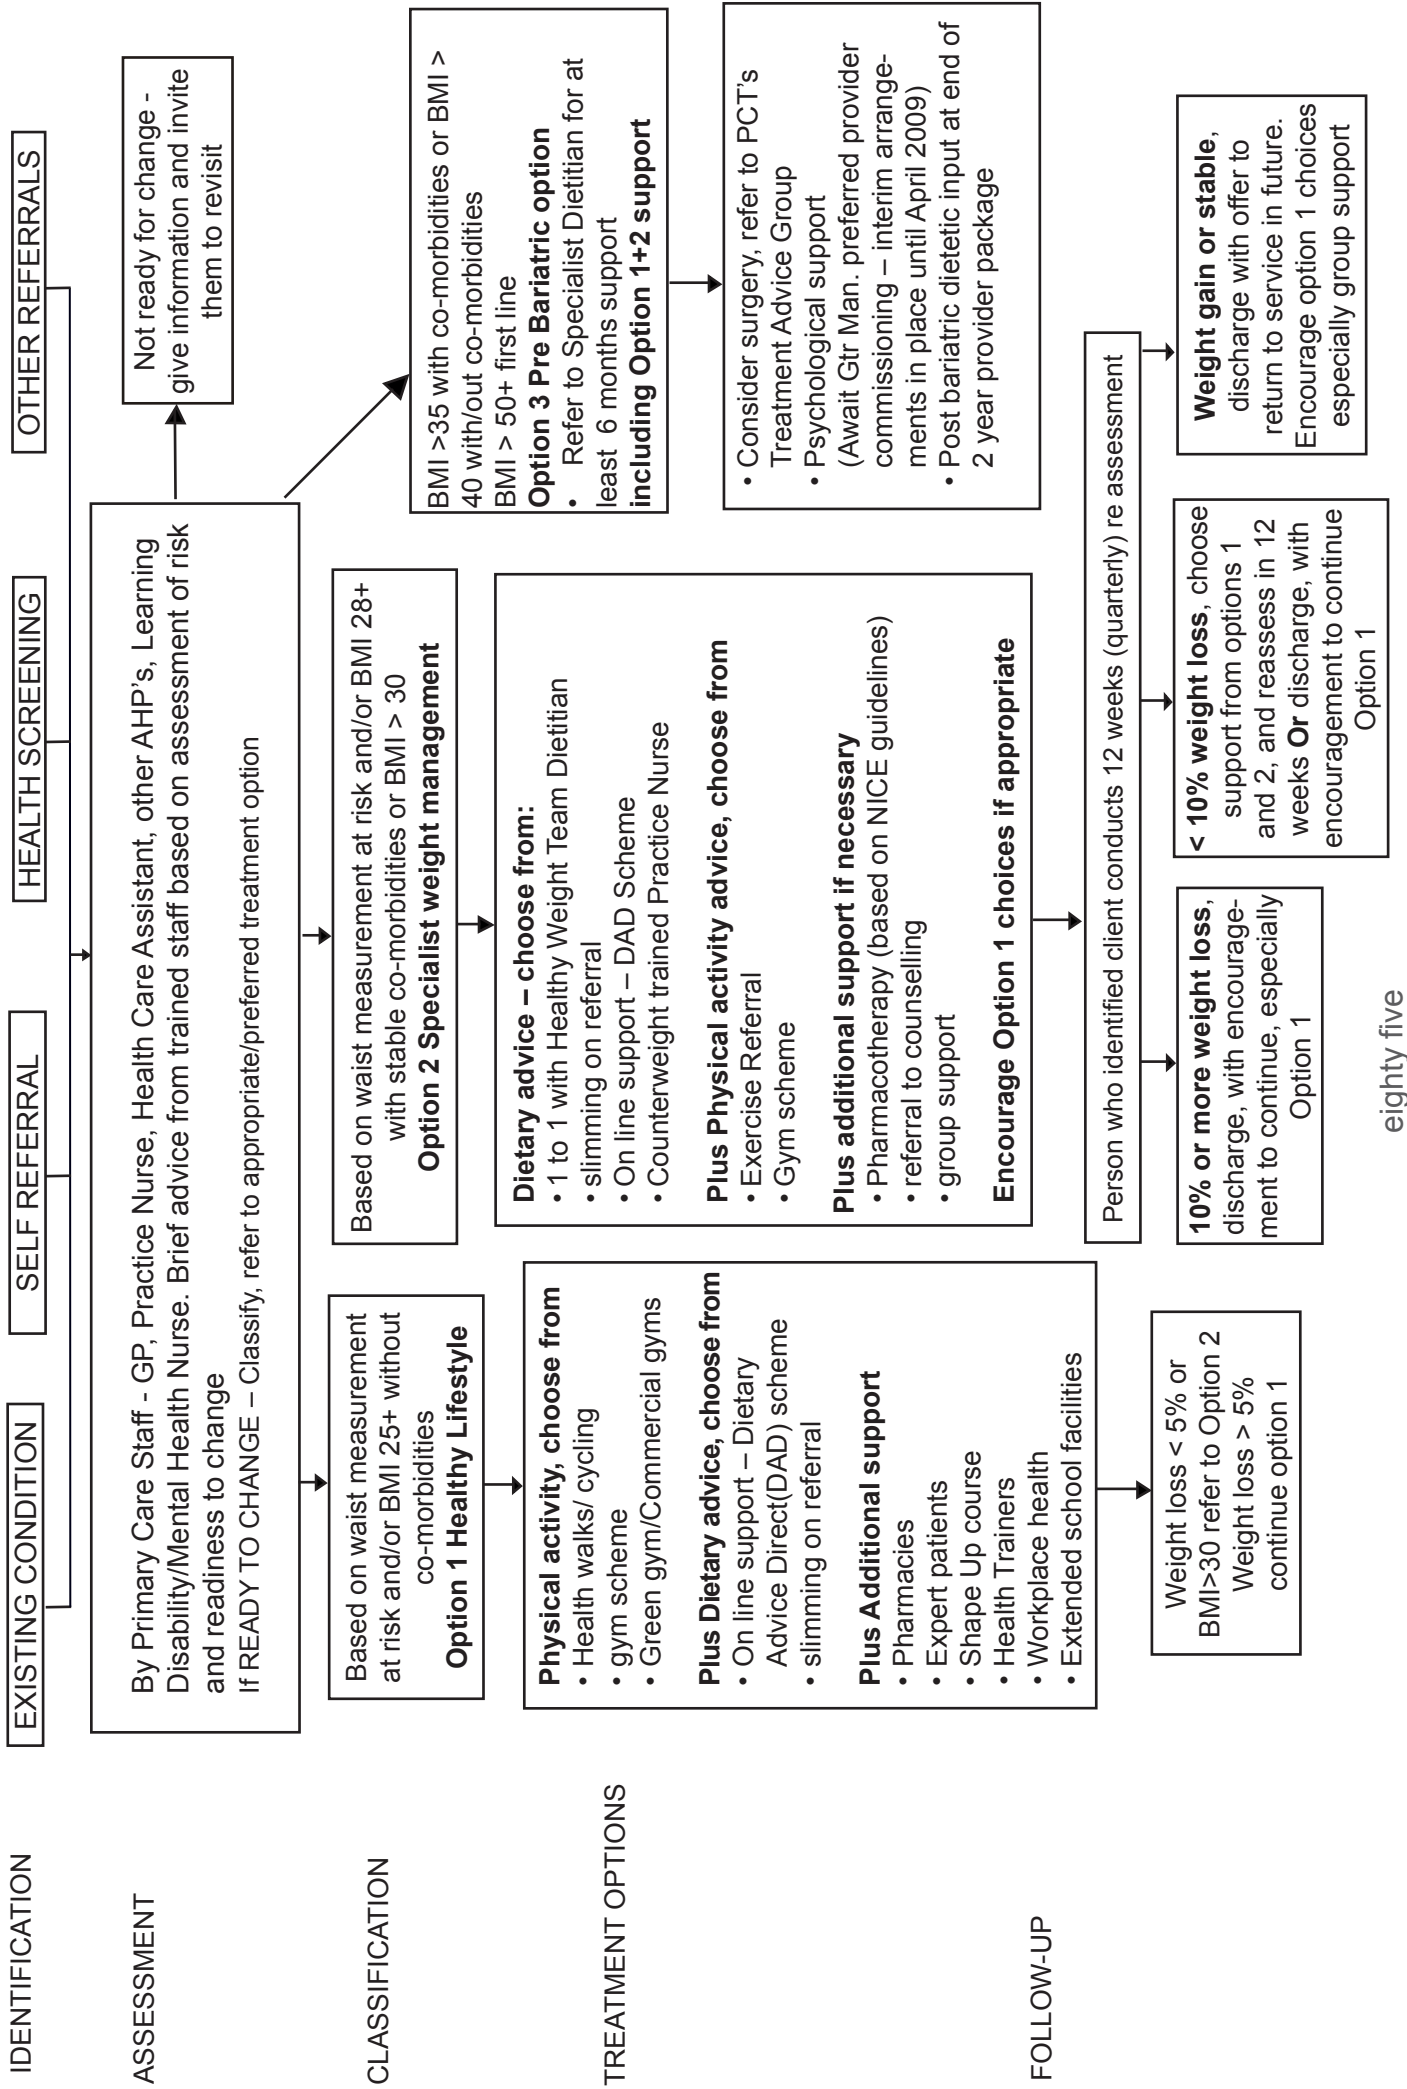 IDENTIFICATION
EXISTING CONDITION
SELF REFERRAL
HEALTH SCREENING
OTHER REFERRALS
ASSESSMENT
By Primary Care Staff - GP, Practice Nurse, Health Care Assistant, other AHP's, Learning
Disability/Mental Health Nurse. Brief advice from trained staff based on assessment of risk
and readiness to change
If READY TO CHANGE – Classify, refer to appropriate/preferred treatment option
Not ready for change -
give information and invite
them to revisit
CLASSIFICATION
Based on waist measurement
at risk and/or BMI 25+ without
co-morbidities
Option 1 Healthy Lifestyle
Based on waist measurement at risk and/or BMI 28+
with stable co-morbidities or BMI > 30
Option 2 Specialist weight management
BMI >35 with co-morbidities or BMI >
40 with/out co-morbidities
BMI > 50+ first line
Option 3 Pre Bariatric option
• Refer to Specialist Dietitian for at
least 6 months support
including Option 1+2 support
TREATMENT OPTIONS
Physical activity, choose from
• Health walks/ cycling
• gym scheme
• Green gym/Commercial gyms
Plus Dietary advice, choose from
• On line support – Dietary
Advice Direct(DAD) scheme
• slimming on referral
Plus Additional support
• Pharmacies
• Expert patients
• Shape Up course
• Health Trainers
• Workplace health
• Extended school facilities
Dietary advice – choose from:
• 1 to 1 with Healthy Weight Team Dietitian
• slimming on referral
• On line support – DAD Scheme
• Counterweight trained Practice Nurse
Plus Physical activity advice, choose from
• Exercise Referral
• Gym scheme
Plus additional support if necessary
• Pharmacotherapy (based on NICE guidelines)
• referral to counselling
• group support
Encourage Option 1 choices if appropriate
• Consider surgery, refer to PCT's
Treatment Advice Group
• Psychological support
(Await Gtr Man. preferred provider
commissioning – interim arrange-
ments in place until April 2009)
• Post bariatric dietetic input at end of
2 year provider package
FOLLOW-UP
Person who identified client conducts 12 weeks (quarterly) re assessment
Weight loss < 5% or
BMI>30 refer to Option 2
Weight loss > 5%
continue option 1
10% or more weight loss,
discharge, with encourage-
ment to continue, especially
Option 1
< 10% weight loss, choose
support from options 1
and 2, and reassess in 12
weeks Or discharge, with
encouragement to continue
Option 1
Weight gain or stable,
discharge with offer to
return to service in future.
Encourage option 1 choices
especially group support
eighty five